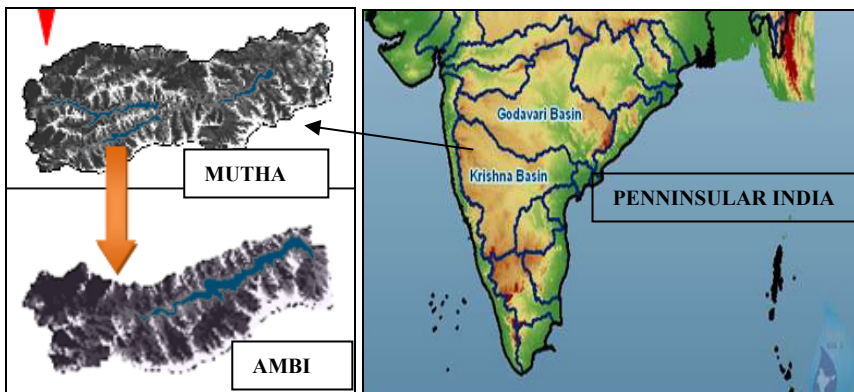 MUTHA
AMBI
Godavari Basin
Krishna Basin
PENNINSULAR INDIA